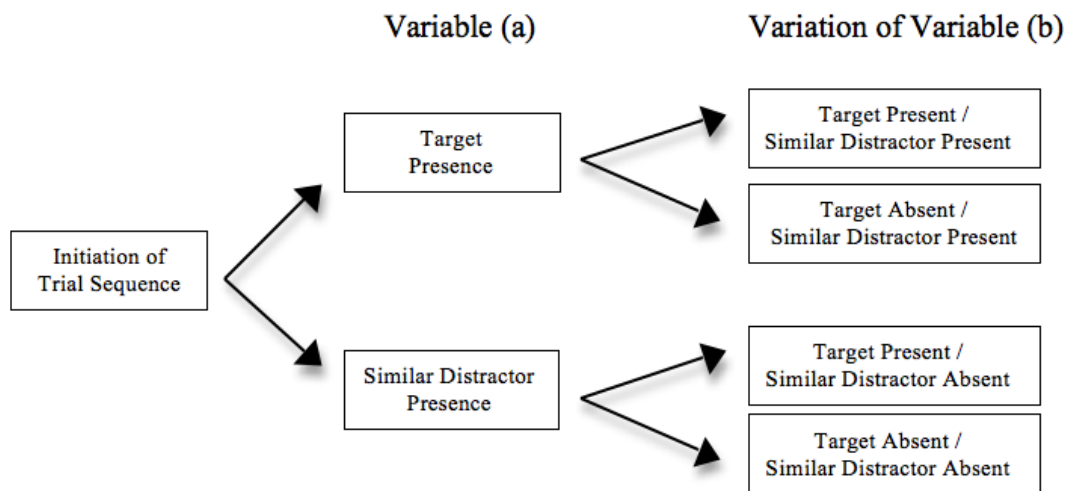 Variable (a)
Variation of Variable (b)
Initiation of
Trial Sequence
Target
Presence
Similar Distractor
Presence
Target Present /
Similar Distractor Present
Target Absent /
Similar Distractor Present
Target Present /
Similar Distractor Absent
Target Absent /
Similar Distractor Absent